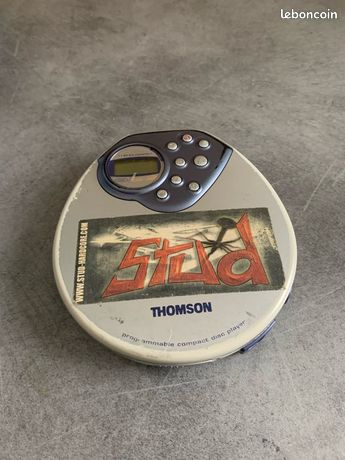 leboncoin
WWW.STUD-HARDCORE.COM
Stud
THOMSON
programmable compact disc player